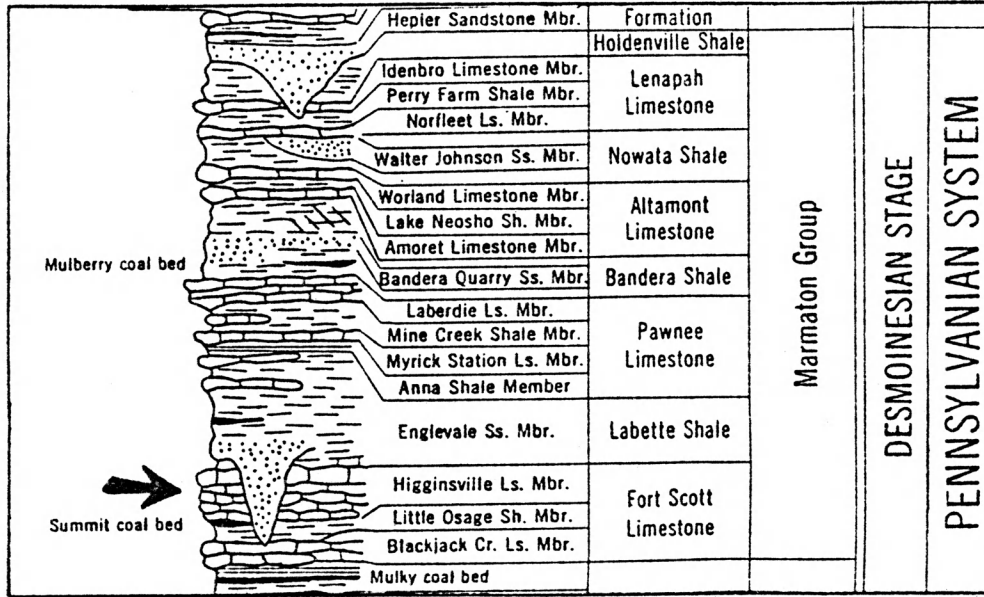 Hepler Sandstone Mbr.
Formation
Holdenville Shale
Idenbro Limestone Mbr.
Perry Farm Shale Mbr.
Norfleet Ls. Mbr.
Lenapah
Limestone
Walter Johnson Ss. Mbr.
Nowata Shale
Worland Limestone Mbr.
Lake Neosho Sh. Mbr.
Amoret Limestone Mbr.
Altamont
Limestone
Mulberry coal bed
Bandera Quarry Ss. Mbr.
Bandera Shale
Laberdie Ls. Mbr.
Mine Creek Shale Mbr.
Myrick Station Ls. Mbr.
Anna Shale Member
Pawnee
Limestone
Englevale Ss. Mbr.
Labette Shale
Higginsville Ls. Mbr.
Little Osage Sh. Mbr.
Blackjack Cr. Ls. Mbr.
Fort Scott
Limestone
Summit coal bed
Mulky coal bed
Marmaton Group
DESMOINESIAN STAGE
PENNSYLVANIAN SYSTEM